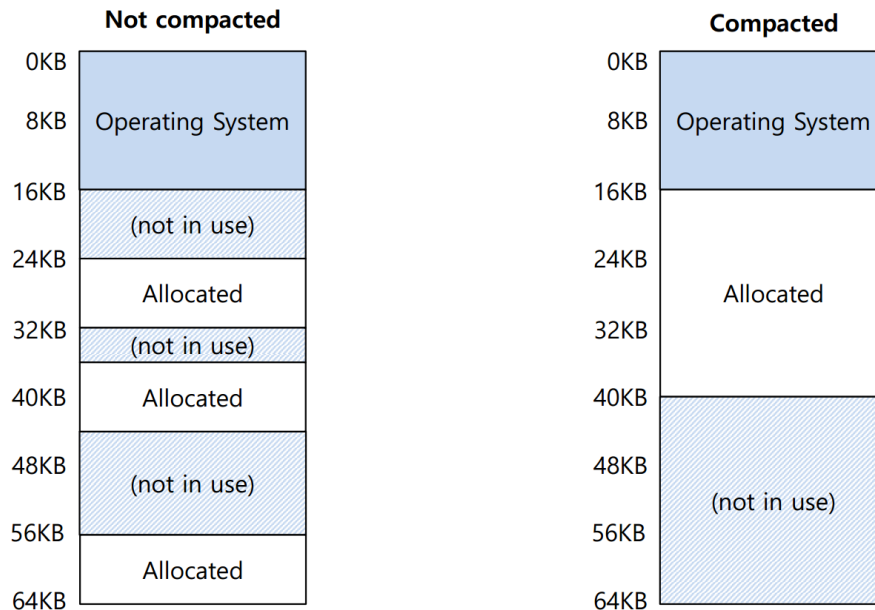 Not compacted
0KB
8KB
Operating System
16KB
(not in use)
24KB
Allocated
32KB
(not in use)
40KB
Allocated
48KB
(not in use)
56KB
Allocated
64KB
Compacted
0KB
8KB
Operating System
16KB
24KB
Allocated
32KB
40KB
48KB
(not in use)
56KB
64KB